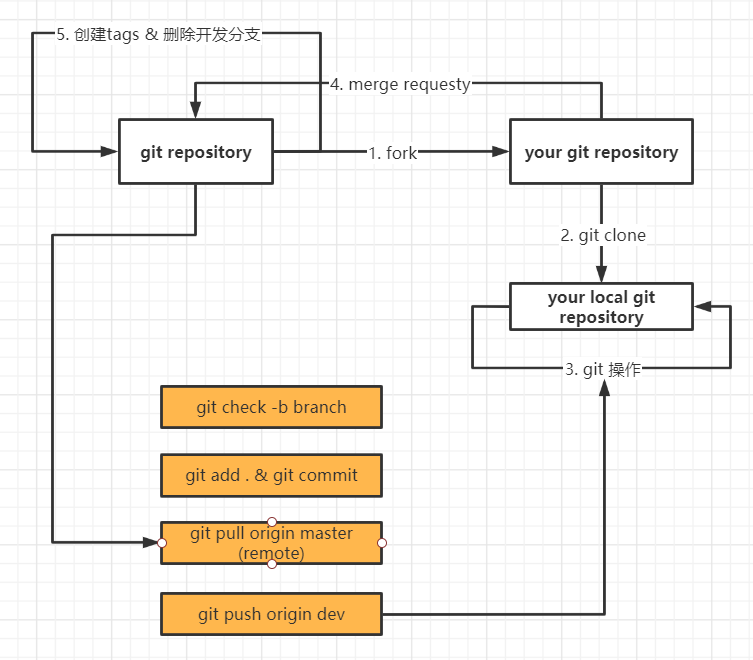 5. 创建tags & 删除开发分支
4. merge requesty
git repository
1. fork
your git repository
2. git clone
your local git
repository
3. git 操作
git check -b branch
git add . & git commit
git pull origin master
(remote)
git push origin dev